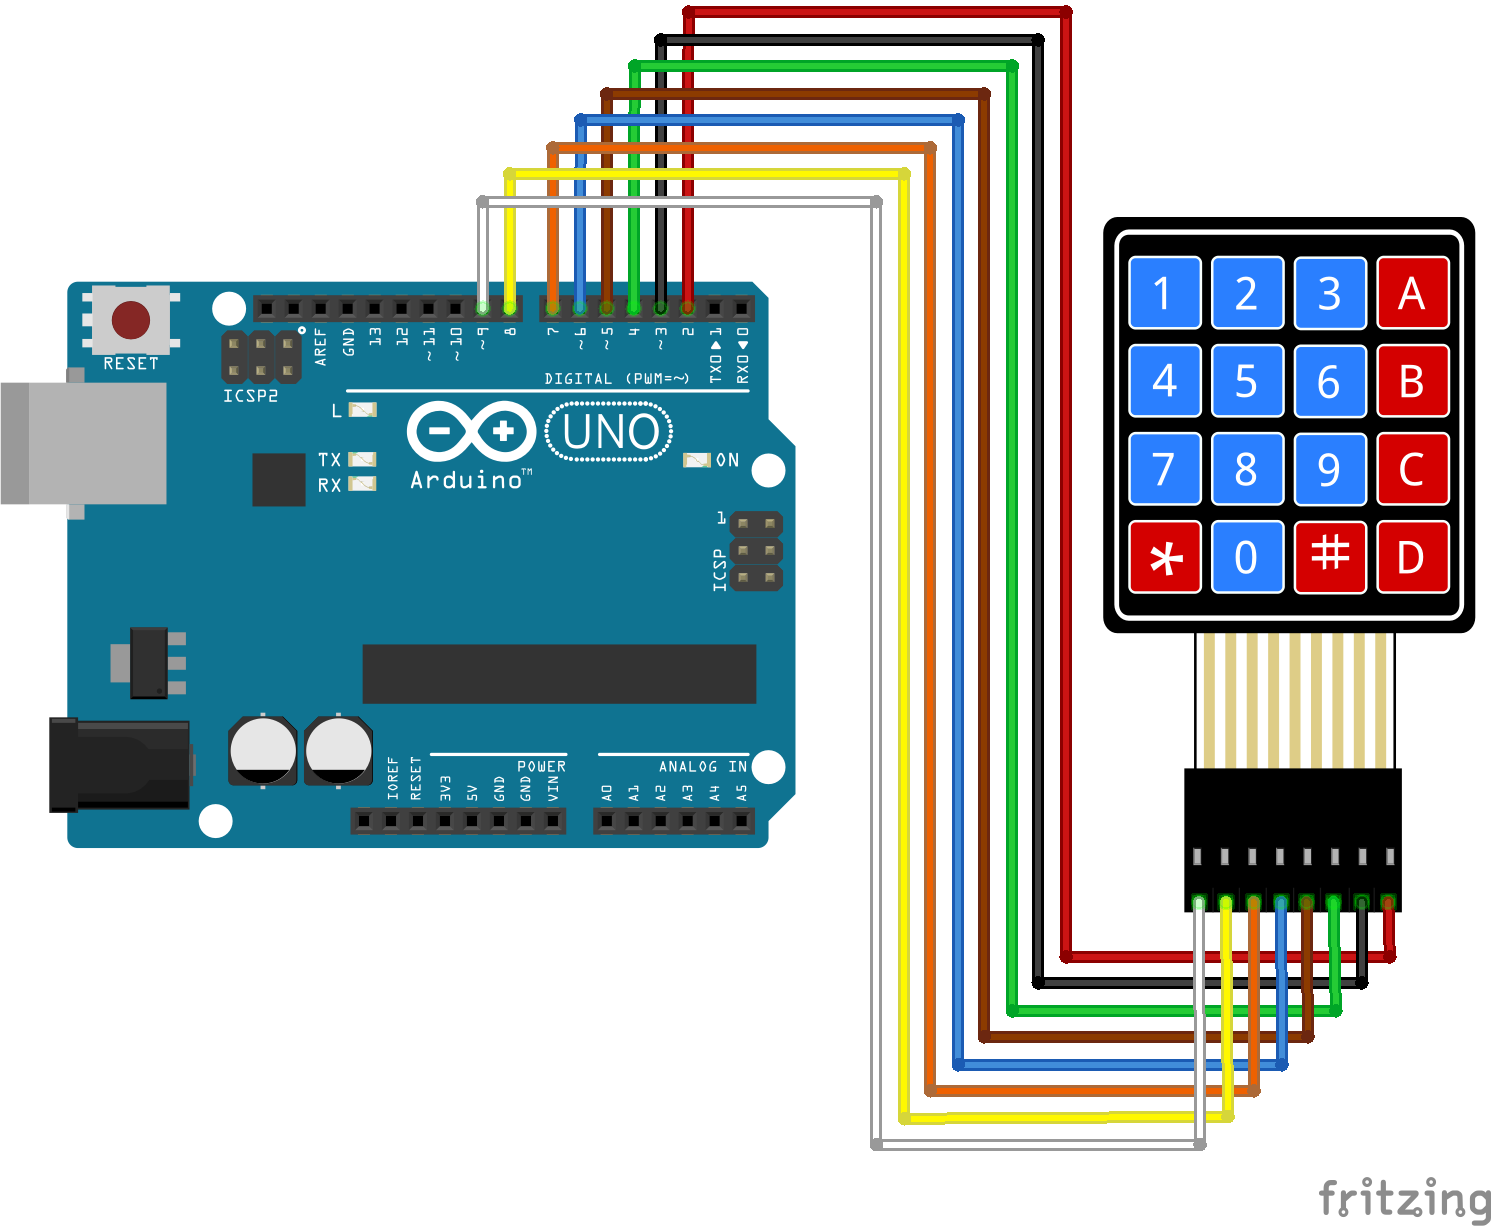 RESET
ICSP2
AREF
GND
13
12
~11
~10
~9
8
7
~6
~5
4
~3
2
TX0▶1
RX0◀0
DIGITAL (PWM=~)
L
TX
RX
UNO
Arduino™
ON
1
ICSP
1 2 3 A
4 5 6 B
7 8 9 C
* 0 # D
IOREF
RESET
3V3
5V
GND
GND
VIN
POWER
ANALOG IN
A0
A1
A2
A3
A4
A5
fritzing